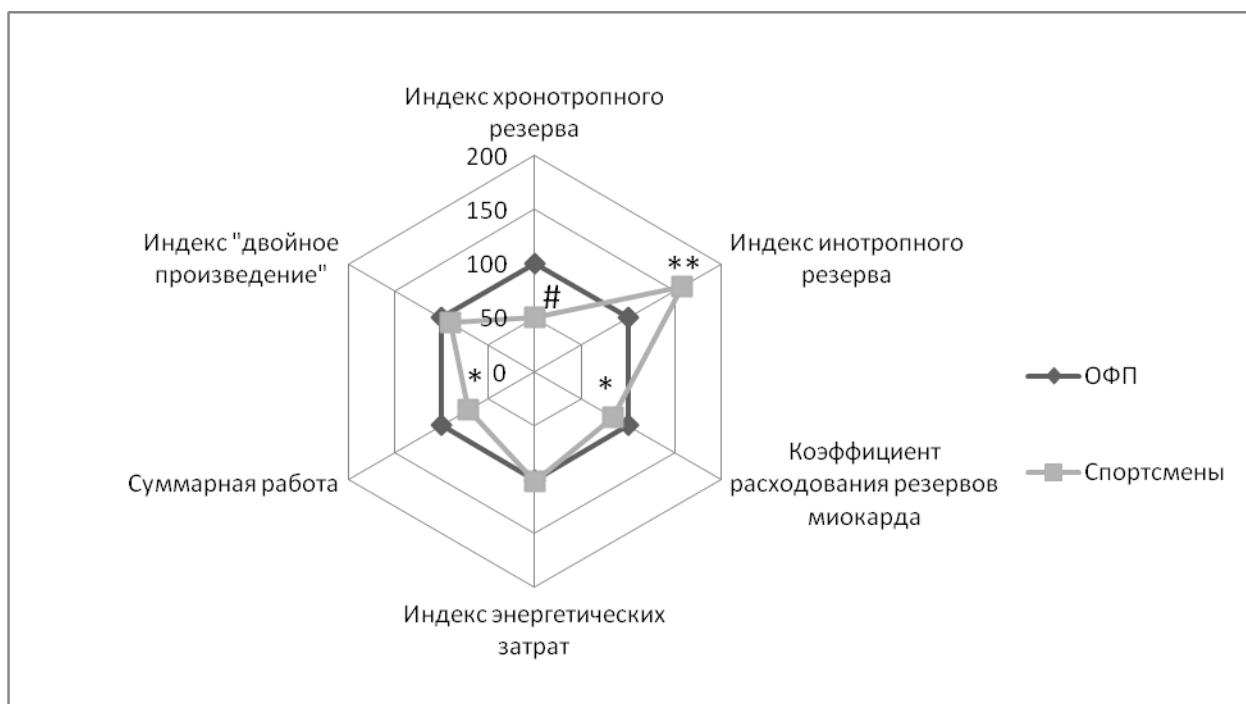 Индекс хронотропного
резерва
200
150
100
50
0
#
Индекс инотропного
резерва
**
*
Коэффициент
расходования резервов
миокарда
Индекс энергетических
затрат
Суммарная работа
*
Индекс "двойное
произведение"
ОФП
Спортсмены